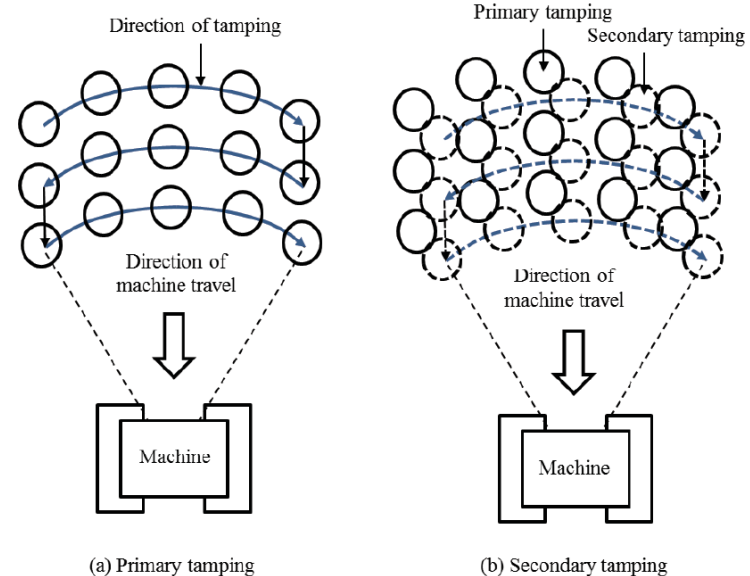 Direction of tamping
Primary tamping
Secondary tamping
Direction of
machine travel
Direction of
machine travel
Machine
Machine
(a) Primary tamping
(b) Secondary tamping